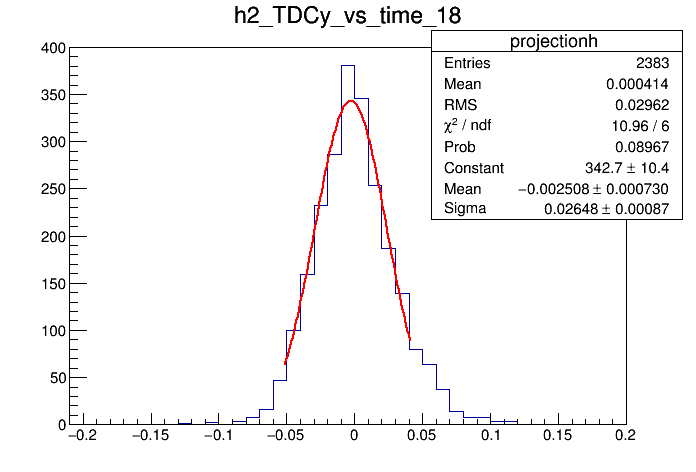 h2_TDCy_vs_time_18
projectionh
Entries 2383
Mean 0.000414
RMS 0.02962
χ² / ndf 10.96 / 6
Prob 0.08967
Constant 342.7 ± 10.4
Mean −0.002508 ± 0.000730
Sigma 0.02648 ± 0.00087
400
350
300
250
200
150
100
50
0
−0.2 −0.15 −0.1 −0.05 0 0.05 0.1 0.15 0.2